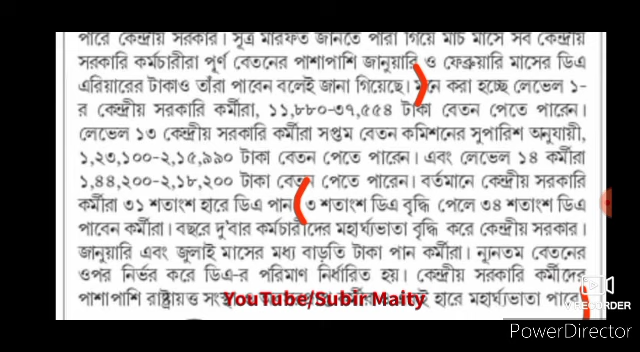 পারে কেন্দ্রীয় সরকার। সূত্র মারফত জানতে পারা গিয়ে মার্চ মাসে সব কেন্দ্রীয়
সরকারি কর্মচারীরা পূর্ণ বেতনের পাশাপাশি জানুয়ারি ও ফেব্রুয়ারি মাসের ডিএ
এরিয়ারের টাকাও তাঁরা পাবেন বলেই জানা গিয়েছে। মনে করা হচ্ছে লেভেল ১-
র কেন্দ্রীয় সরকারি কর্মীরা, ১১,৮৮০-৩৭,৫৫৪ টাকা বেতন পেতে পারেন।
লেভেল ১৩ কেন্দ্রীয় সরকারি কর্মীরা সপ্তম বেতন কমিশনের সুপারিশ অনুযায়ী,
১,২৩,১০০-২,১৫,৯৯০ টাকা বেতন পেতে পারেন। এবং লেভেল ১৪ কর্মীরা
১,৪৪,২০০-২,১৮,২০০ টাকা বেতন পেতে পারেন। বর্তমানে কেন্দ্রীয় সরকারি
কর্মীরা ৩১ শতাংশ হারে ডিএ পান। ৩ শতাংশ ডিএ বৃদ্ধি পেলে ৩৪ শতাংশ ডিএ
পাবেন কর্মীরা। বছরে দু'বার কর্মচারীদের মহার্ঘ্যভাতা বৃদ্ধি করে কেন্দ্রীয় সরকার।
জানুয়ারি এবং জুলাই মাসের মধ্য বাড়তি টাকা পান কর্মীরা। ন্যূনতম বেতনের
ওপর নির্ভর করে ডিএ-র পরিমাণ নির্ধারিত হয়। কেন্দ্রীয় সরকারি কর্মীদের
পাশাপাশি রাষ্ট্রায়ত্ত হারে মহার্ঘ্যভাতা পাবেন
YouTube/Subir Maity
RECORDER
PowerDirector